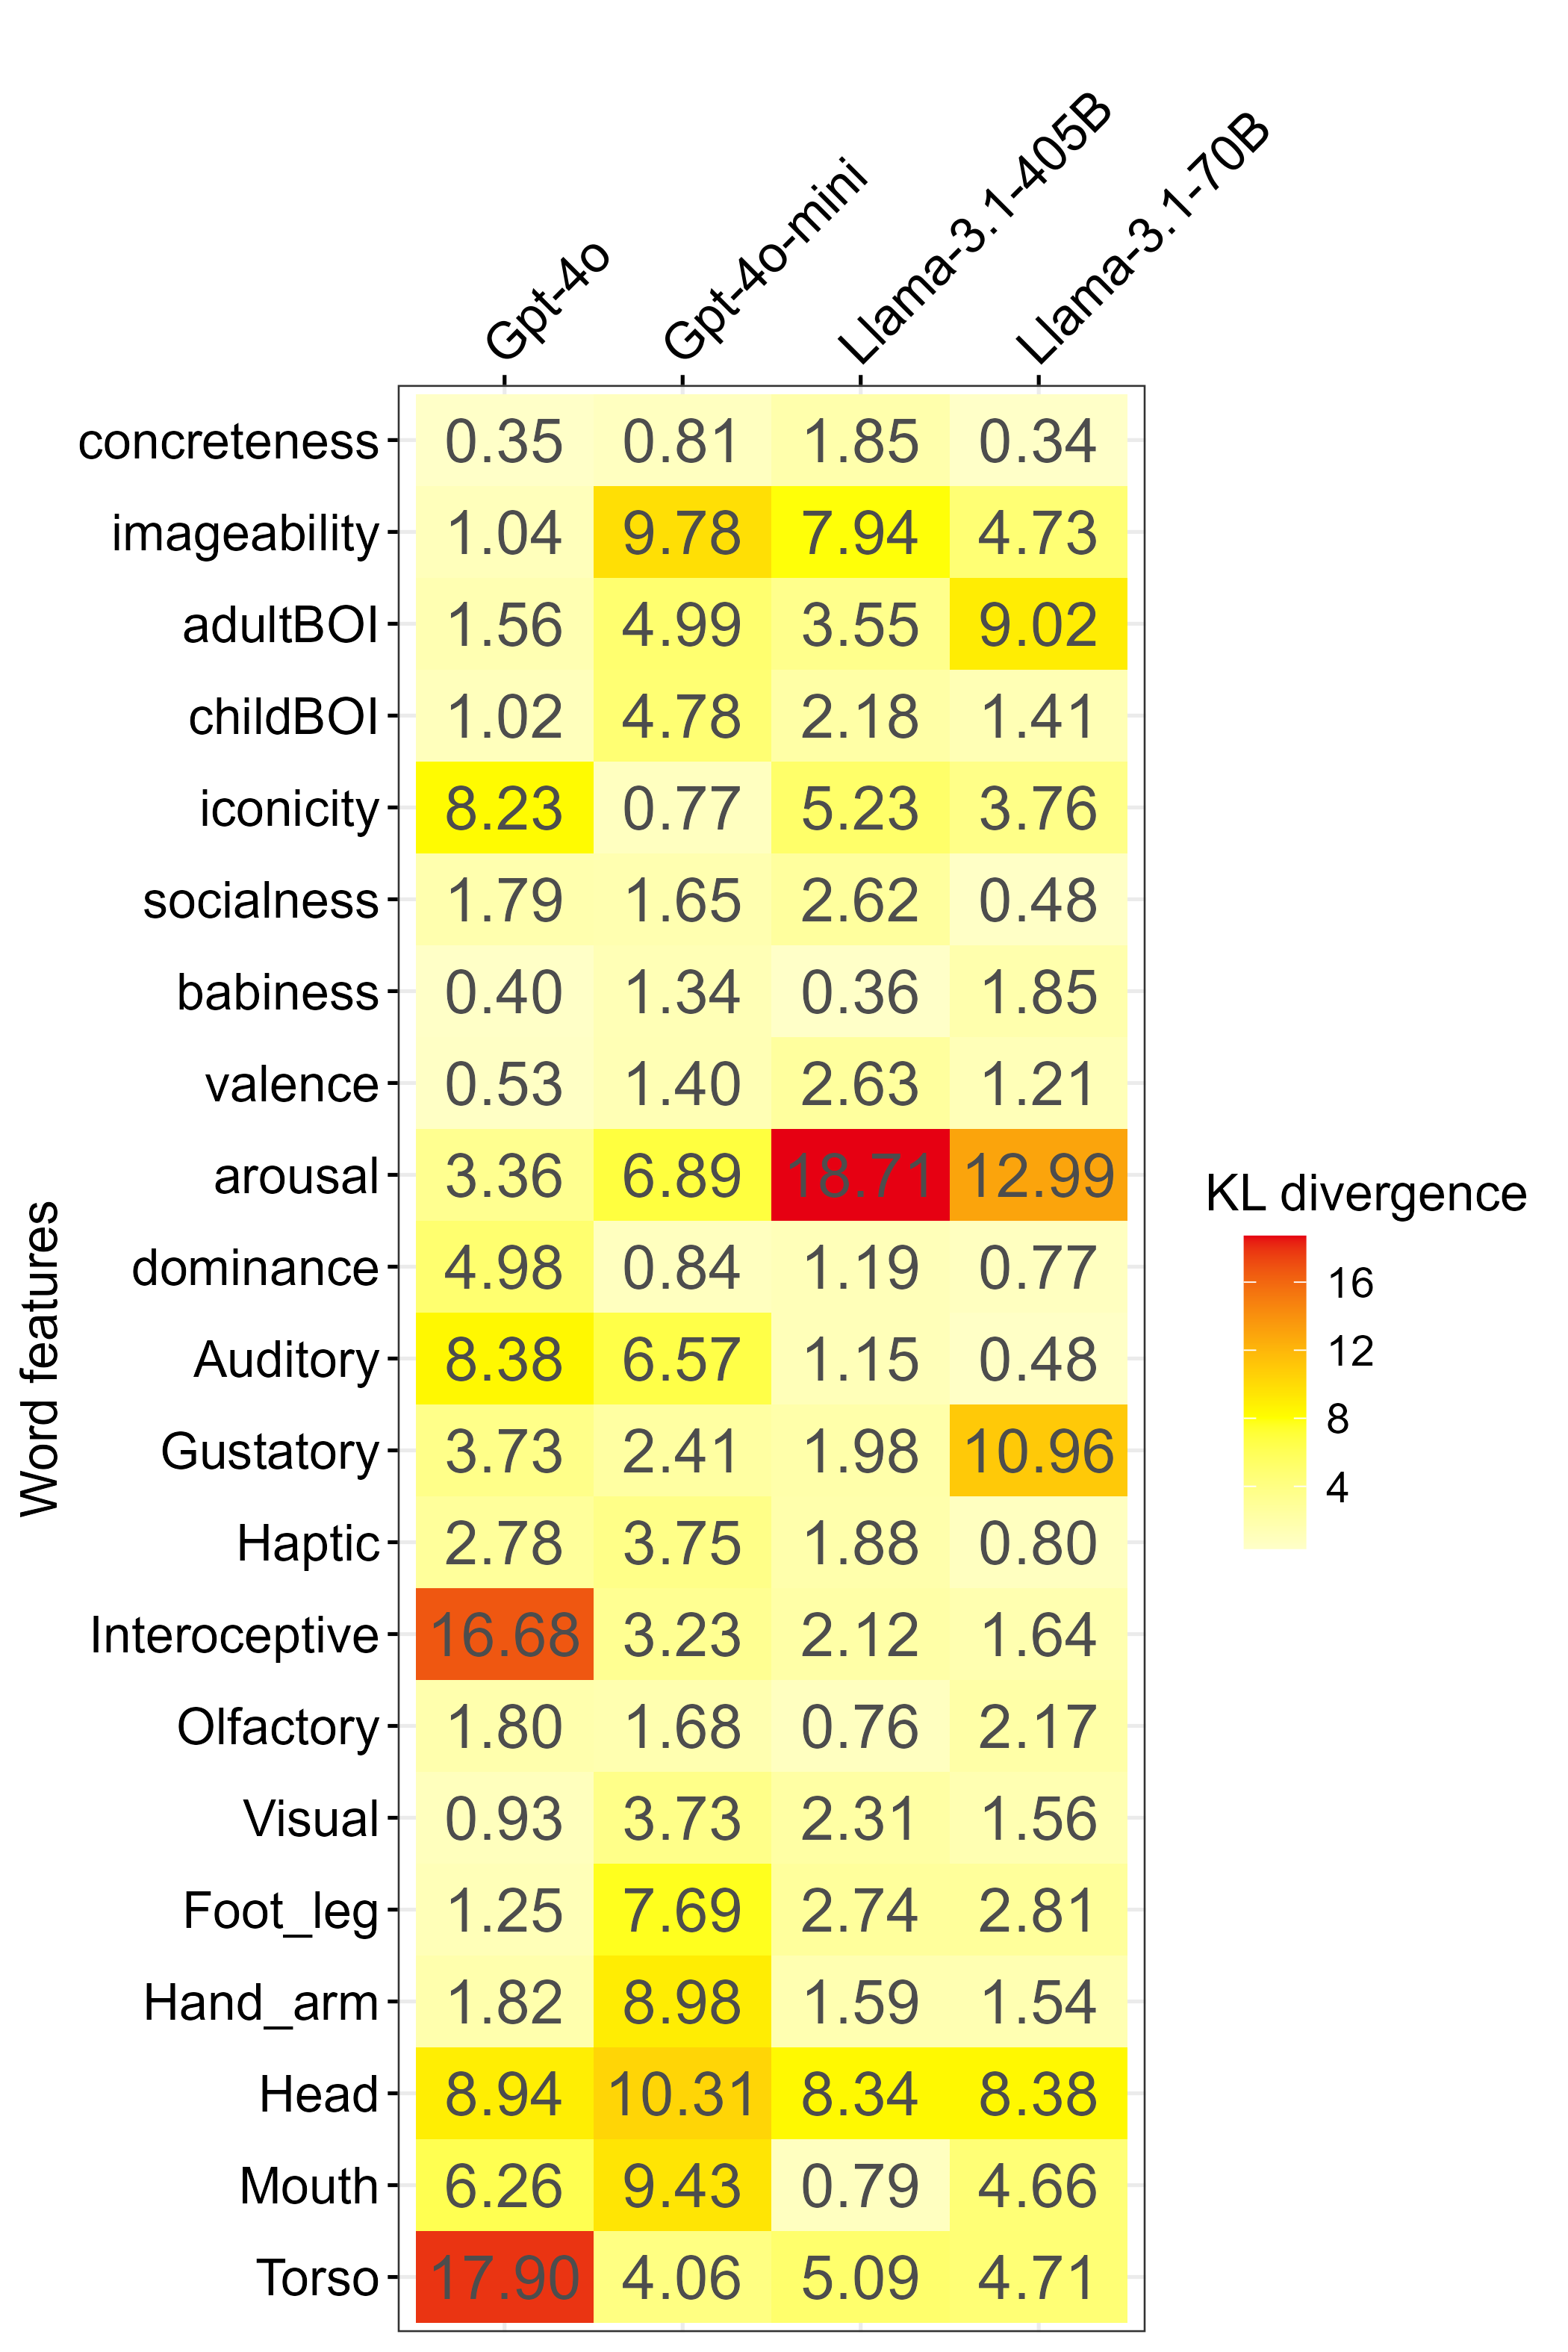 Gpt-4o Gpt-4o-mini Llama-3.1-405B Llama-3.1-70B
concreteness 0.35 0.81 1.85 0.34
imageability 1.04 9.78 7.94 4.73
adultBOI 1.56 4.99 3.55 9.02
childBOI 1.02 4.78 2.18 1.41
iconicity 8.23 0.77 5.23 3.76
socialness 1.79 1.65 2.62 0.48
babiness 0.40 1.34 0.36 1.85
valence 0.53 1.40 2.63 1.21
arousal 3.36 6.89 18.71 12.99
dominance 4.98 0.84 1.19 0.77
Auditory 8.38 6.57 1.15 0.48
Gustatory 3.73 2.41 1.98 10.96
Haptic 2.78 3.75 1.88 0.80
Interoceptive 16.68 3.23 2.12 1.64
Olfactory 1.80 1.68 0.76 2.17
Visual 0.93 3.73 2.31 1.56
Foot_leg 1.25 7.69 2.74 2.81
Hand_arm 1.82 8.98 1.59 1.54
Head 8.94 10.31 8.34 8.38
Mouth 6.26 9.43 0.79 4.66
Torso 17.90 4.06 5.09 4.71
Word features
KL divergence
16
12
8
4